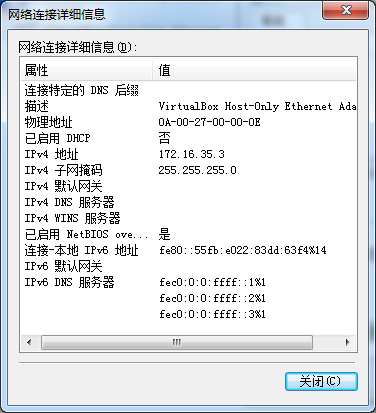 网络连接详细信息
网络连接详细信息(D):
属性 值
连接特定的 DNS 后缀
描述 VirtualBox Host-Only Ethernet Ada
物理地址 0A-00-27-00-00-0E
已启用 DHCP 否
IPv4 地址 172.16.35.3
IPv4 子网掩码 255.255.255.0
IPv4 默认网关
IPv4 DNS 服务器
IPv4 WINS 服务器
已启用 NetBIOS ove... 是
连接-本地 IPv6 地址 fe80::55fb:e022:83dd:63f4%14
IPv6 默认网关
IPv6 DNS 服务器 fec0:0:0:ffff::1%1
fec0:0:0:ffff::2%1
fec0:0:0:ffff::3%1
关闭(C)